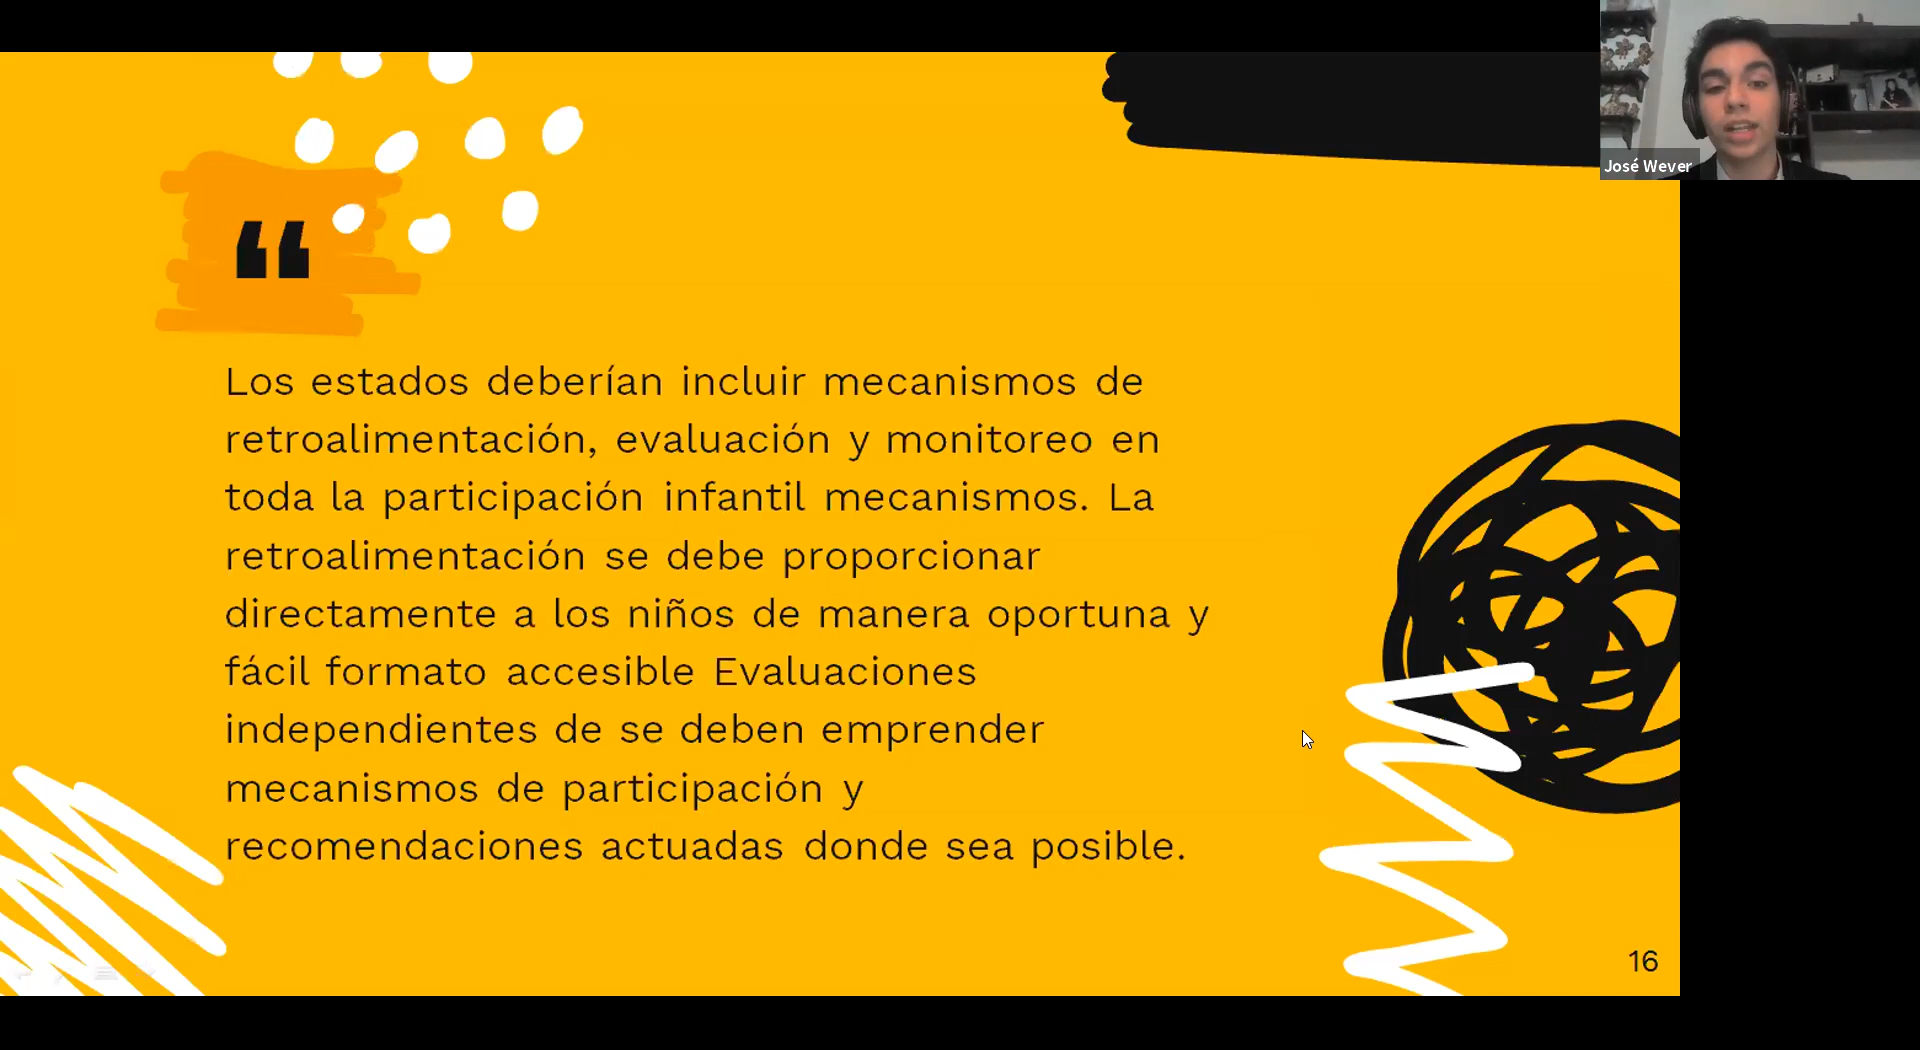 José Wever
“
Los estados deberían incluir mecanismos de
retroalimentación, evaluación y monitoreo en
toda la participación infantil mecanismos. La
retroalimentación se debe proporcionar
directamente a los niños de manera oportuna y
fácil formato accesible Evaluaciones
independientes de se deben emprender
mecanismos de participación y
recomendaciones actuadas donde sea posible.
16